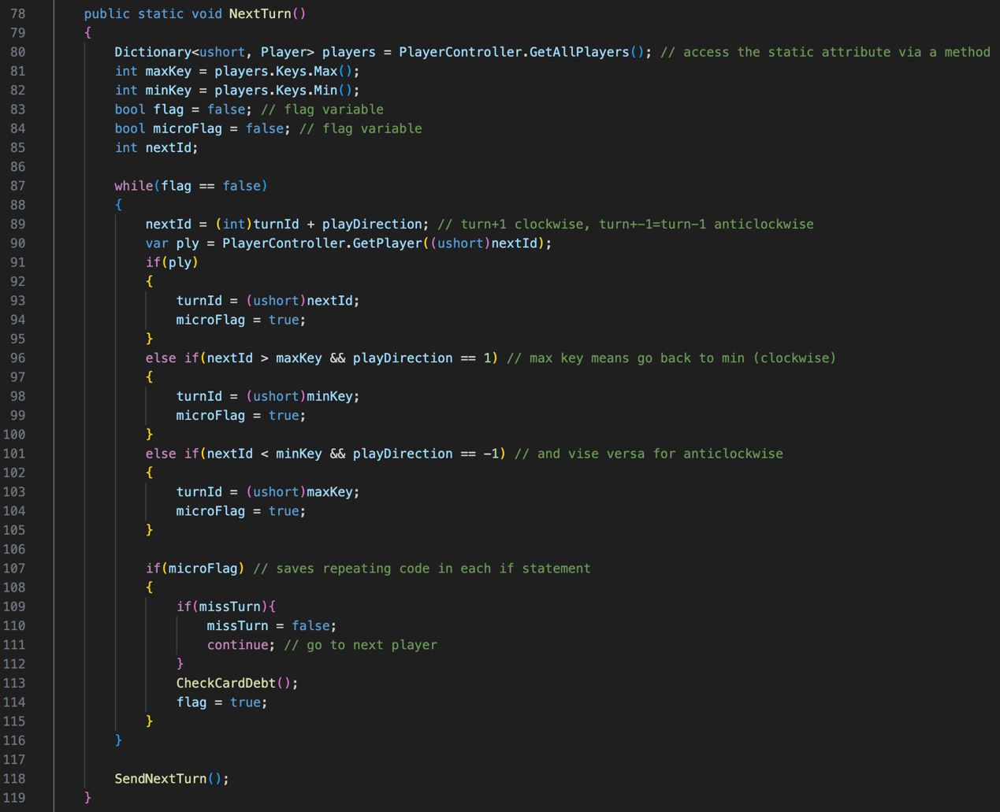 78 public static void NextTurn()
79 {
80 Dictionary<ushort, Player> players = PlayerController.GetAllPlayers(); // access the static attribute via a method
81 int maxKey = players.Keys.Max();
82 int minKey = players.Keys.Min();
83 bool flag = false; // flag variable
84 bool microFlag = false; // flag variable
85 int nextId;
86
87 while(flag == false)
88 {
89 nextId = (int)turnId + playDirection; // turn+1 clockwise, turn+-1=turn-1 anticlockwise
90 var ply = PlayerController.GetPlayer((ushort)nextId);
91 if(ply)
92 {
93 turnId = (ushort)nextId;
94 microFlag = true;
95 }
96 else if(nextId > maxKey && playDirection == 1) // max key means go back to min (clockwise)
97 {
98 turnId = (ushort)minKey;
99 microFlag = true;
100 }
101 else if(nextId < minKey && playDirection == -1) // and vise versa for anticlockwise
102 {
103 turnId = (ushort)maxKey;
104 microFlag = true;
105 }
106
107 if(microFlag) // saves repeating code in each if statement
108 {
109 if(missTurn){
110 missTurn = false;
111 continue; // go to next player
112 }
113 CheckCardDebt();
114 flag = true;
115 }
116 }
117
118 SendNextTurn();
119 }